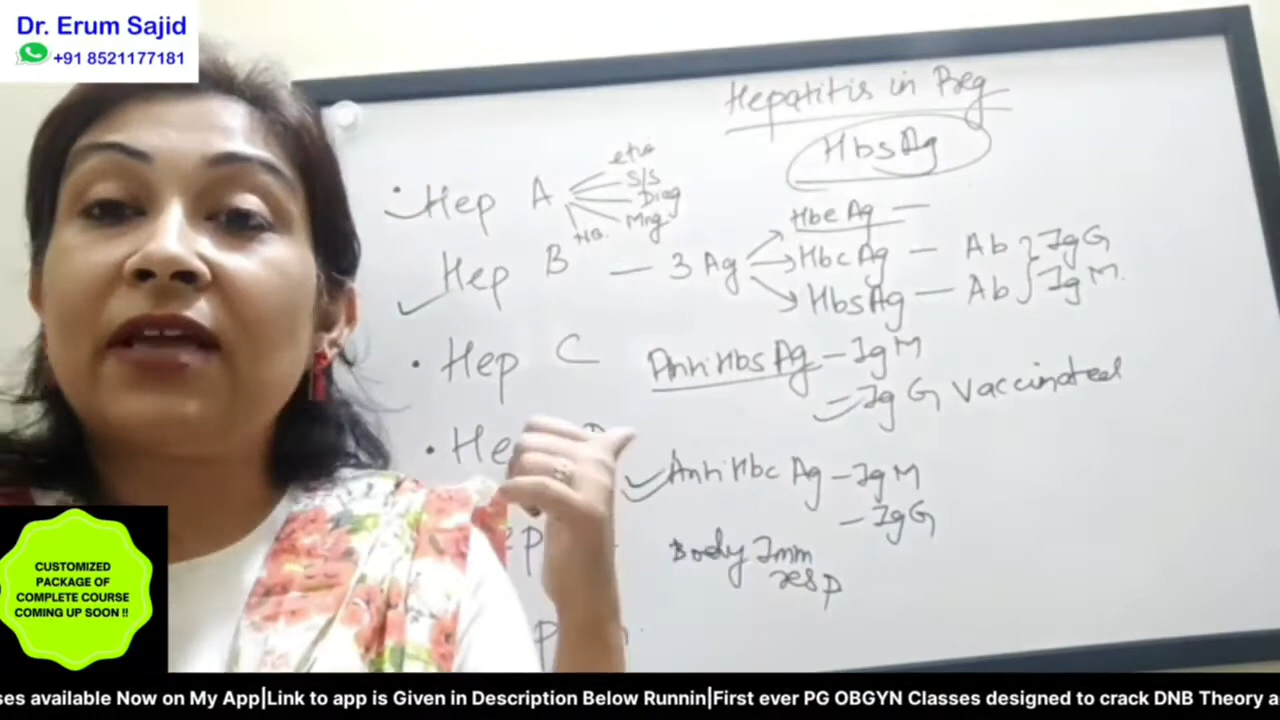 Dr. Erum Sajid
+91 8521177181
Hepatitis in Preg
HbsAg
Hep A
S/S
Diag
Mng
Hep B — 3 Ag
HbeAg —
HbcAg — Ab } IgG
HbsAg — Ab } IgM
Hep C
Anti HbsAg — IgM
— IgG Vaccinated
Anti Hbc Ag — IgM
— IgG
Body Imm
resp
CUSTOMIZED
PACKAGE OF
COMPLETE COURSE
COMING UP SOON !!
ses available Now on My App|Link to app is Given in Description Below Runnin|First ever PG OBGYN Classes designed to crack DNB Theory a